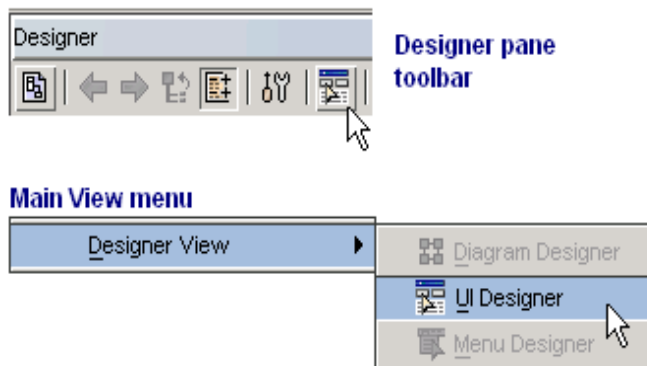 Designer
Designer pane
toolbar
Main View menu
Designer View
Diagram Designer
UI Designer
Menu Designer